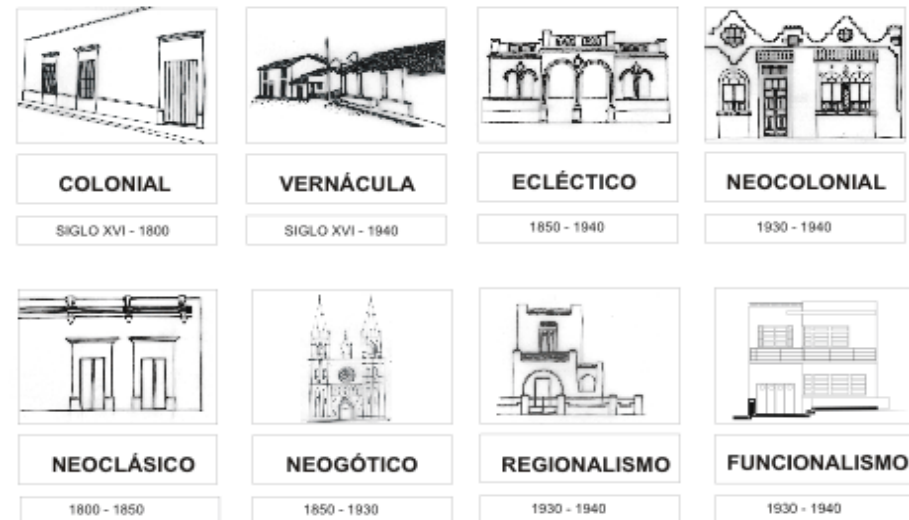 COLONIAL
SIGLO XVI - 1800
VERNÁCULA
SIGLO XVI - 1940
ECLÉCTICO
1850 - 1940
NEOCOLONIAL
1930 - 1940
NEOCLÁSICO
1800 - 1850
NEOGÓTICO
1850 - 1930
REGIONALISMO
1930 - 1940
FUNCIONALISMO
1930 - 1940